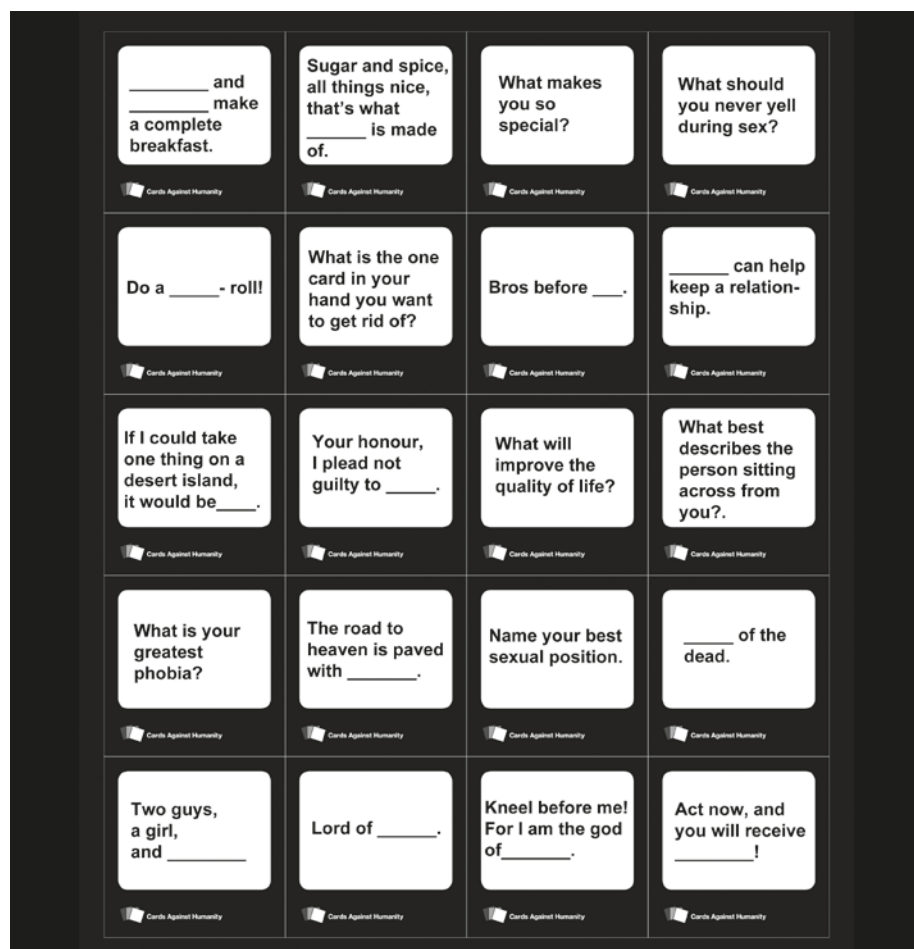 _________ and
_________ make
a complete
breakfast.
Cards Against Humanity
Sugar and spice,
all things nice,
that's what
______ is made
of.
Cards Against Humanity
What makes
you so
special?
Cards Against Humanity
What should
you never yell
during sex?
Cards Against Humanity
Do a _____- roll!
Cards Against Humanity
What is the one
card in your
hand you want
to get rid of?
Cards Against Humanity
Bros before ___.
Cards Against Humanity
______ can help
keep a relation-
ship.
Cards Against Humanity
If I could take
one thing on a
desert island,
it would be____.
Cards Against Humanity
Your honour,
I plead not
guilty to _____.
Cards Against Humanity
What will
improve the
quality of life?
Cards Against Humanity
What best
describes the
person sitting
across from
you?.
Cards Against Humanity
What is your
greatest
phobia?
Cards Against Humanity
The road to
heaven is paved
with _______.
Cards Against Humanity
Name your best
sexual position.
Cards Against Humanity
_____ of the
dead.
Cards Against Humanity
Two guys,
a girl,
and ________
Cards Against Humanity
Lord of ______.
Cards Against Humanity
Kneel before me!
For I am the god
of_______.
Cards Against Humanity
Act now, and
you will receive
________!
Cards Against Humanity